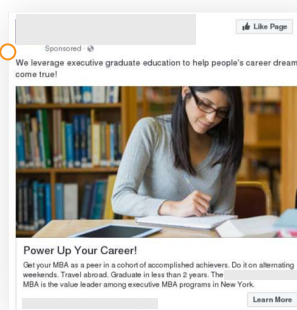 Like Page
Sponsored ·
We leverage executive graduate education to help people's career dream
come true!
Power Up Your Career!
Get your MBA as a peer in a cohort of accomplished achievers. Do it on alternating
weekends. Travel abroad. Graduate in less than 2 years. The
MBA is the value leader among executive MBA programs in New York.
Learn More